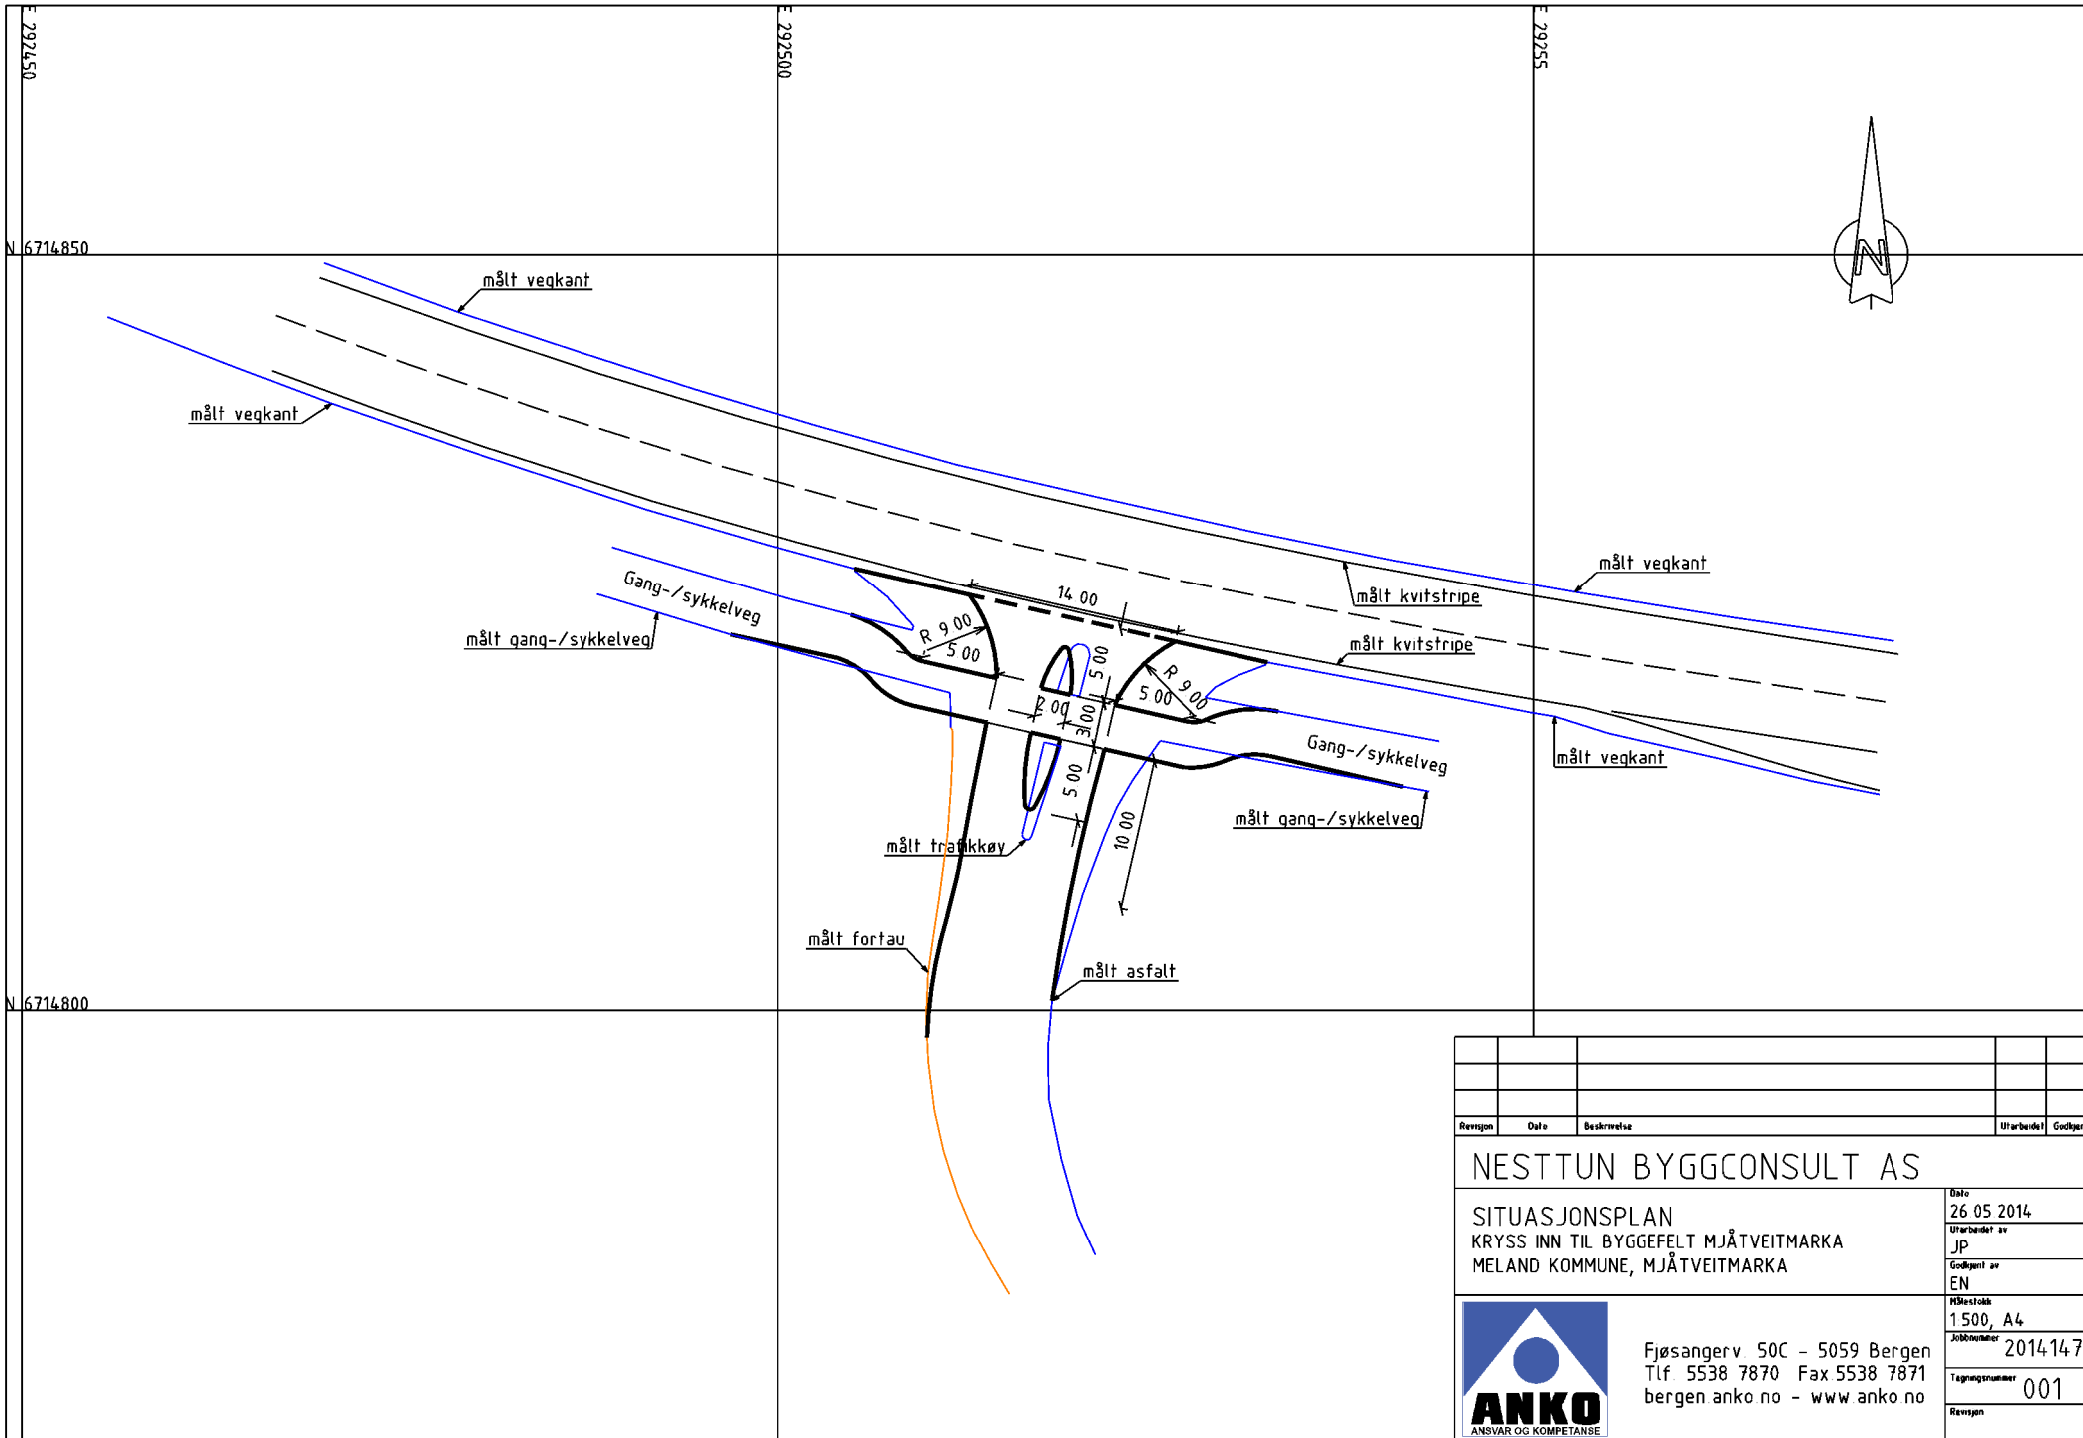 E 292450
E 292500
E 29255
N 6714850
målt vegkant
målt vegkant
Gang-/sykkelveg
målt gang-/sykkelveg
14 00
R 9 00
5 00
5 00
målt vegkant
målt kvitstripe
målt kvitstripe
R 9 00
5 00
2 00
3 00
Gang-/sykkelveg
målt vegkant
5 00
10 00
målt gang-/sykkelveg
målt trafikkøy
målt fortau
målt asfalt
N 6714800
N
Revisjon Dato Beskrivelse Utarbeidet Godkjen
NESTTUN BYGGCONSULT AS
SITUASJONSPLAN
KRYSS INN TIL BYGGEFELT MJÅTVEITMARKA
MELAND KOMMUNE, MJÅTVEITMARKA
Dato
26 05 2014
Utarbeidet av
JP
Godkjent av
EN
Målestokk
1 500, A4
Jobbnummer 2014147
Tegningsnummer 001
Revisjon
ANKO
ANSVAR OG KOMPETANSE
Fjøsangerv. 50C - 5059 Bergen
Tlf. 5538 7870 Fax.5538 7871
bergen.anko.no - www.anko.no